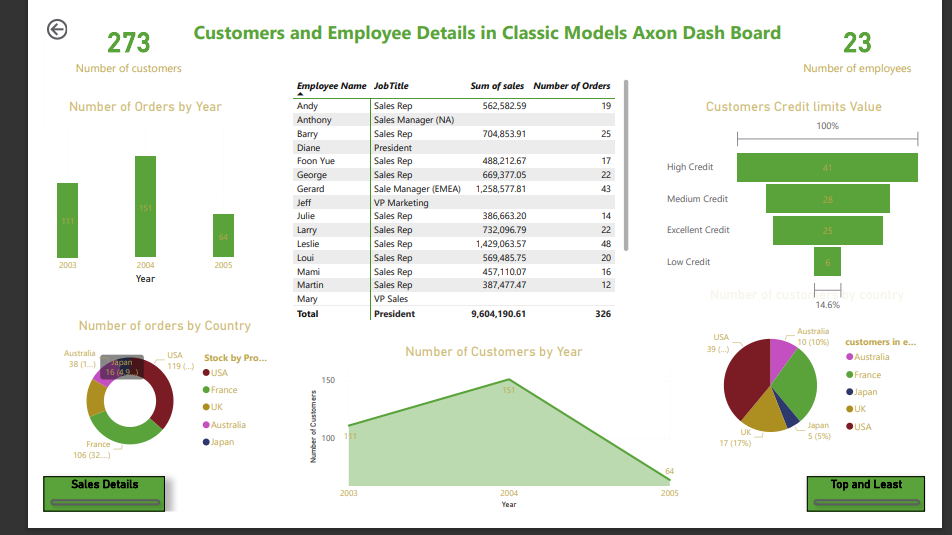 273
Number of customers
Customers and Employee Details in Classic Models Axon Dash Board
23
Number of employees
Number of Orders by Year
111
151
64
2003 2004 2005
Year
Employee Name JobTitle Sum of sales Number of Orders
Andy Sales Rep 562,582.59 19
Anthony Sales Manager (NA)
Barry Sales Rep 704,853.91 25
Diane President
Foon Yue Sales Rep 488,212.67 17
George Sales Rep 669,377.05 22
Gerard Sale Manager (EMEA) 1,258,577.81 43
Jeff VP Marketing
Julie Sales Rep 386,663.20 14
Larry Sales Rep 732,096.79 22
Leslie Sales Rep 1,429,063.57 48
Loui Sales Rep 569,485.75 20
Mami Sales Rep 457,110.07 16
Martin Sales Rep 387,477.47 12
Mary VP Sales
Total President 9,604,190.61 326
Customers Credit limits Value
100%
High Credit 41
Medium Credit 28
Excellent Credit 25
Low Credit 6
14.6%
Number of customers by country
Number of orders by Country
Australia
38 (1...)
Japan
16 (4.9...)
USA
119 (...)
France
106 (32...)
Stock by Pro...
USA
France
UK
Australia
Japan
Number of Customers by Year
Number of Customers
150
100
111
151
64
2003 2004 2005
Year
USA
39 (...)
Australia
10 (10%)
Japan
5 (5%)
UK
17 (17%)
customers in e...
Australia
France
Japan
UK
USA
Sales Details
Top and Least